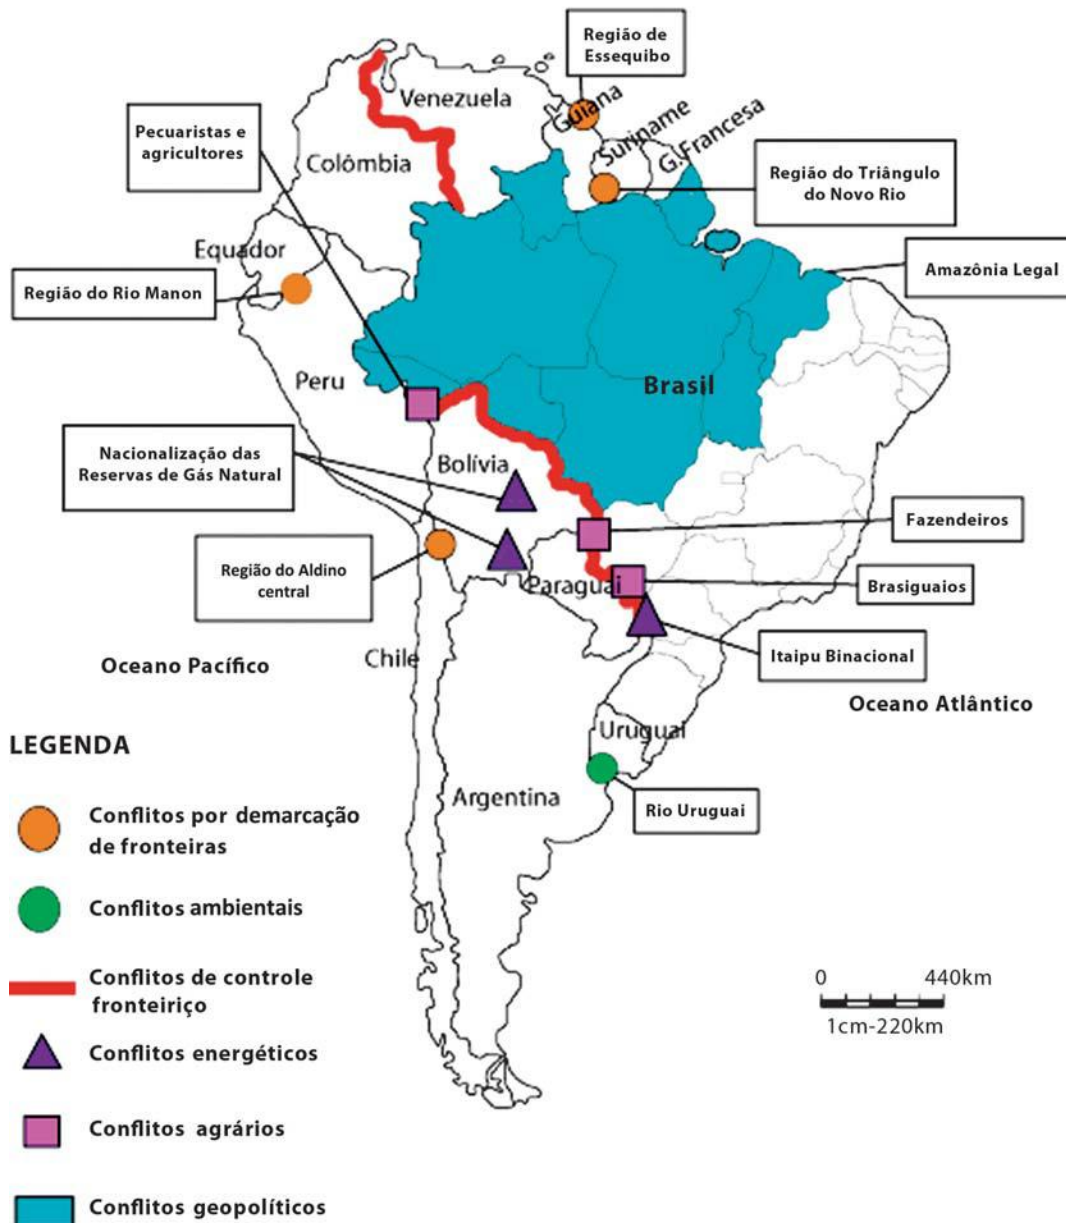 Região de
Essequibo
Venezuela
Guiana
Suriname
G.Francesa
Pecuaristas e
agricultores
Colômbia
Região do Triângulo
do Novo Rio
Equador
Amazônia Legal
Região do Rio Manon
Peru
Brasil
Nacionalização das
Reservas de Gás Natural
Bolívia
Fazendeiros
Região do Aldino
central
Paraguai
Brasiguaios
Itaipu Binacional
Oceano Pacífico
Chile
Oceano Atlântico
Uruguai
LEGENDA
Argentina
Rio Uruguai
Conflitos por demarcação
de fronteiras
Conflitos ambientais
Conflitos de controle
fronteiriço
0 440km
1cm-220km
Conflitos energéticos
Conflitos agrários
Conflitos geopolíticos